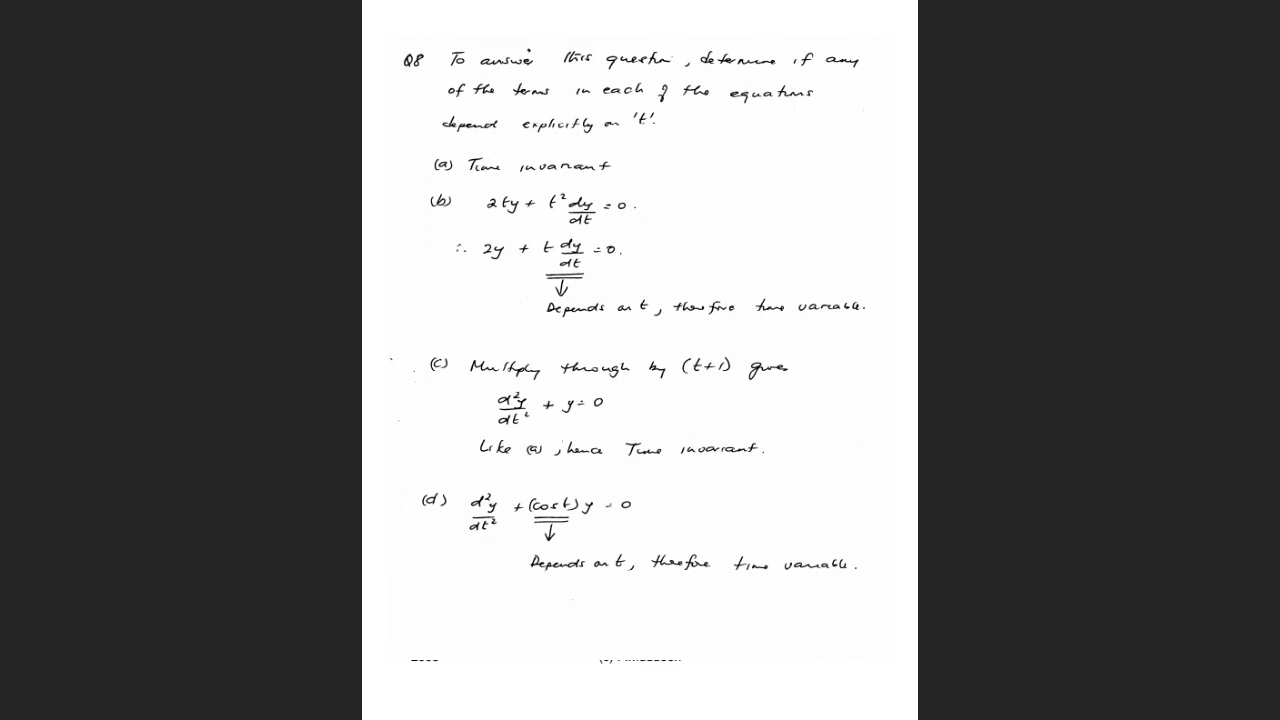 Q8 To answer this question, determine if any
of the terms in each of the equations
depend explicitly on 't'.
(a) Time invariant
(b) 2ty + t² dy/dt = 0.
∴ 2y + t dy/dt = 0.
↓
Depends on t, therefore time variable.
(c) Multiply through by (t+1) gives
d²y/dt² + y = 0
Like (a), hence Time invariant.
(d) d²y/dt² + (cos t) y = 0
↓
Depends on t, therefore time variable.